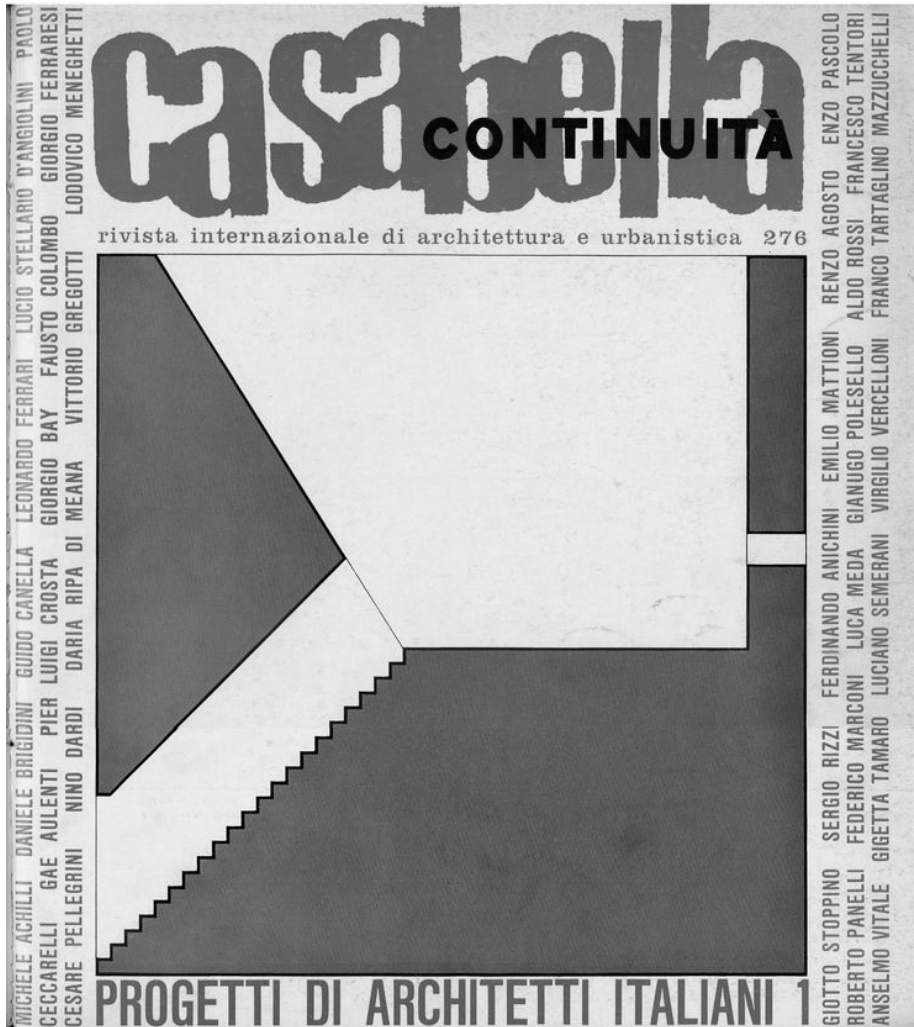 casabella
CONTINUITÀ
rivista internazionale di architettura e urbanistica 276
MICHELE ACHILLI DANIELE BRIGIDINI GUIDO CANELLA LEONARDO FERRARI LUCIO STELLARIO D'ANGIOLINI PAOLO
CECCARELLI GAE AULENTI PIER LUIGI CROSTA GIORGIO BAY FAUSTO COLOMBO GIORGIO FERRARESI
CESARE PELLEGRINI NINO DARDI DARIA RIPA DI MEANA VITTORIO GREGOTTI LODOVICO MENEGHETTI
GIOTTO STOPPINO SERGIO RIZZI FERDINANDO ANICHINI EMILIO MATTIONI RENZO AGOSTO ENZO PASCOLO
ROBERTO PANELLI FEDERICO MARCONI LUCA MEDA GIANUGO POLESELLO ALDO ROSSI FRANCESCO TENTORI
ANSELMO VITALE GIGETTA TAMARO LUCIANO SEMERANI VIRGILIO VERCELLONI FRANCO TARTAGLINO MAZZUCCHELLI
PROGETTI DI ARCHITETTI ITALIANI 1